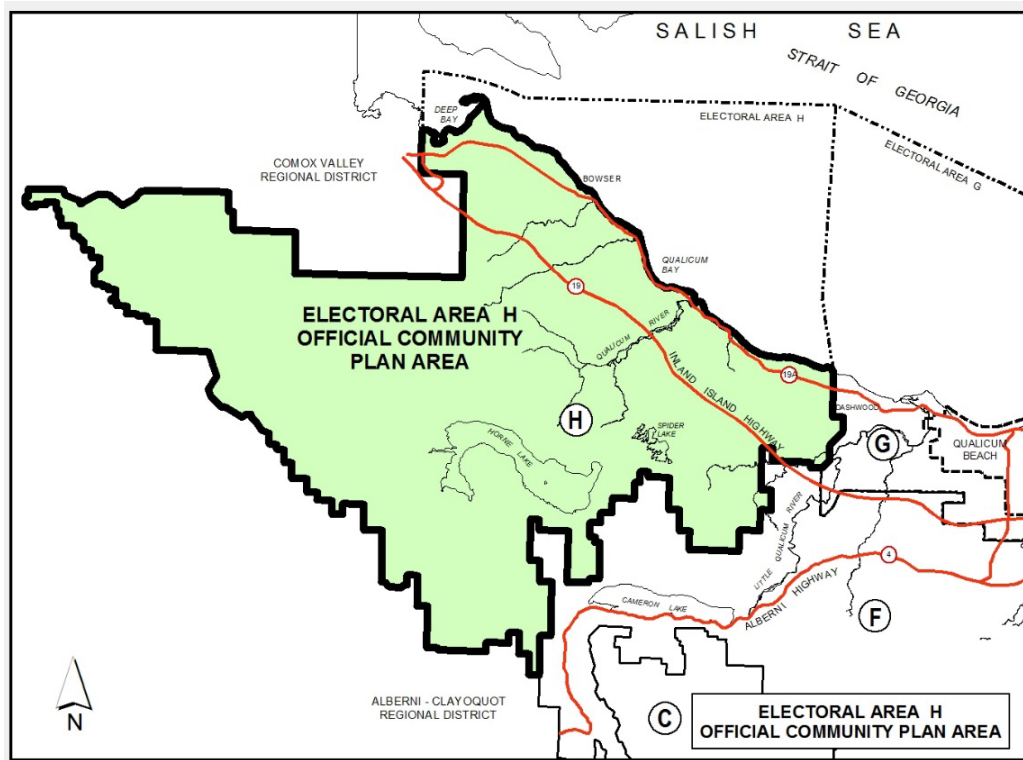 SALISH SEA
STRAIT OF GEORGIA
DEEP
BAY
ELECTORAL AREA H
ELECTORAL AREA G
COMOX VALLEY
REGIONAL DISTRICT
BOWSER
QUALICUM
BAY
19
ELECTORAL AREA H
OFFICIAL COMMUNITY
PLAN AREA
QUALICUM RIVER
INLAND ISLAND HIGHWAY
19A
DASHWOOD
H
SPIDER
LAKE
HORNE LAKE
G
QUALICUM
BEACH
LITTLE QUALICUM RIVER
4
ALBERNI HIGHWAY
CAMERON LAKE
F
N
ALBERNI - CLAYOQUOT
REGIONAL DISTRICT
C
ELECTORAL AREA H
OFFICIAL COMMUNITY PLAN AREA